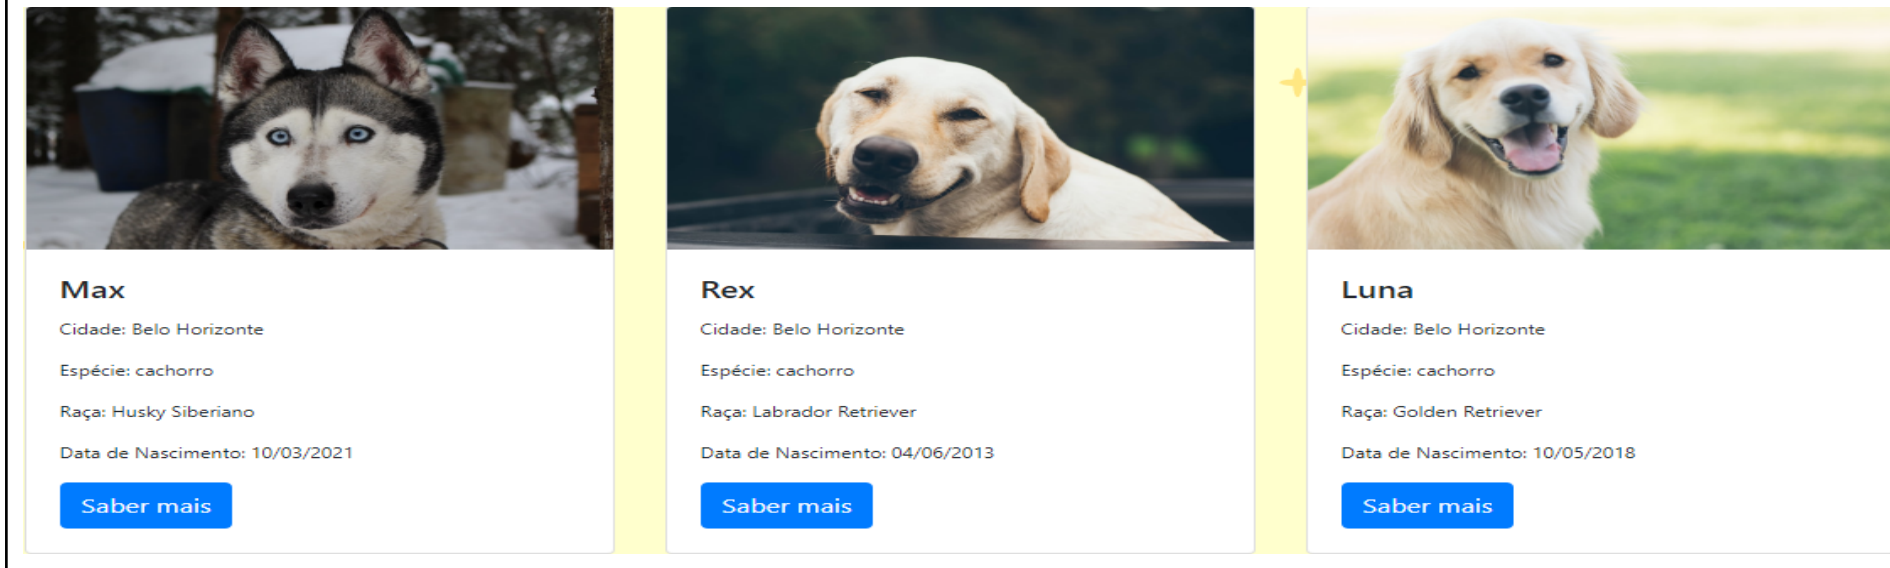 Max
Cidade: Belo Horizonte
Espécie: cachorro
Raça: Husky Siberiano
Data de Nascimento: 10/03/2021
Saber mais
Rex
Cidade: Belo Horizonte
Espécie: cachorro
Raça: Labrador Retriever
Data de Nascimento: 04/06/2013
Saber mais
Luna
Cidade: Belo Horizonte
Espécie: cachorro
Raça: Golden Retriever
Data de Nascimento: 10/05/2018
Saber mais